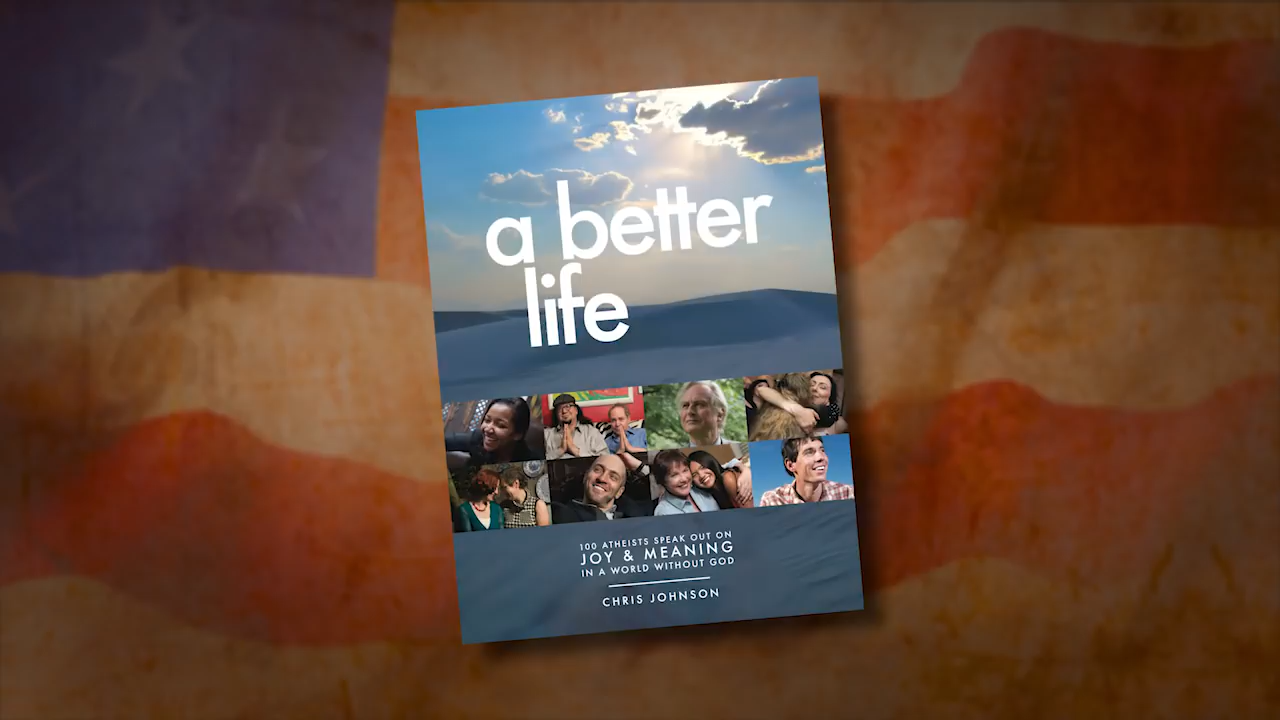 a better
life
100 ATHEISTS SPEAK OUT ON
JOY & MEANING
IN A WORLD WITHOUT GOD
CHRIS JOHNSON